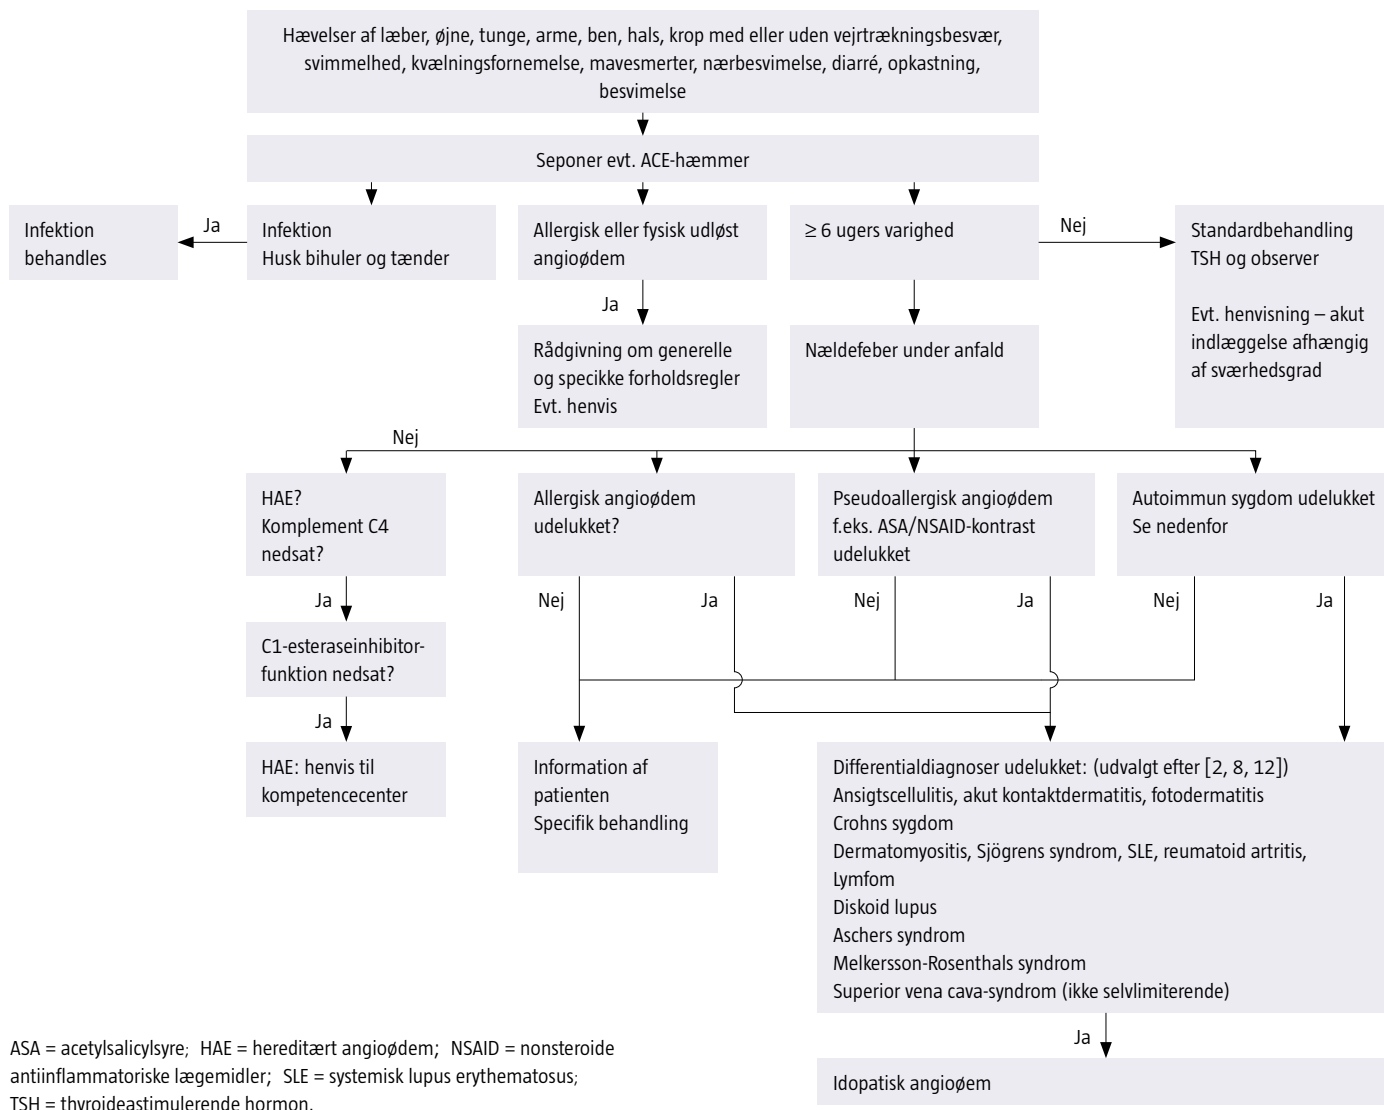 Hævelser af læber, øjne, tunge, arme, ben, hals, krop med eller uden vejrtrækningsbesvær,
svimmelhed, kvælningsfornemmelse, mavesmerter, nærbesvimelse, diarré, opkastning,
besvimelse
Seponer evt. ACE-hæmmer
Infektion
behandles
Ja
Infektion
Husk bihuler og tænder
Allergisk eller fysisk udløst
angioødem
≥ 6 ugers varighed
Nej
Standardbehandling
TSH og observer
Evt. henvisning – akut
indlæggelse afhængig
af sværhedsgrad
Ja
Rådgivning om generelle
og specikke forholdsregler
Evt. henvis
Nældefeber under anfald
Nej
HAE?
Komplement C4
nedsat?
Allergisk angioødem
udelukket?
Pseudoallergisk angioødem
f.eks. ASA/NSAID-kontrast
udelukket
Autoimmun sygdom udelukket
Se nedenfor
Ja
Nej
Ja
Nej
Ja
Nej
Ja
C1-esteraseinhibitor-
funktion nedsat?
Ja
HAE: henvis til
kompetencecenter
Information af
patienten
Specifik behandling
Differentialdiagnoser udelukket: (udvalgt efter [2, 8, 12])
Ansigtscellulitis, akut kontaktdermatitis, fotodermatitis
Crohns sygdom
Dermatomyositis, Sjögrens syndrom, SLE, reumatoid artritis,
Lymfom
Diskoid lupus
Aschers syndrom
Melkersson-Rosenthals syndrom
Superior vena cava-syndrom (ikke selvlimiterende)
Ja
Idopatisk angioøem
ASA = acetylsalicylsyre; HAE = hereditært angioødem; NSAID = nonsteroide
antiinflammatoriske lægemidler; SLE = systemisk lupus erythematosus;
TSH = thyroideastimulerende hormon.